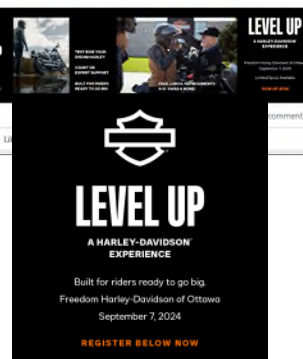 TEST RIDE YOUR
DREAM HARLEY
COUNT ON
EXPERT SUPPORT
BUILT FOR RIDERS
READY TO GO BIG.
FREE LUNCH, REFRESHMENTS
LEVEL UP
A HARLEY-DAVIDSON
EXPERIENCE
Freedom Harley-Davidson of Ottawa
September 7, 2024
Limited Spots Available
SIGN UP NOW
comment
LEVEL UP
A HARLEY-DAVIDSON
EXPERIENCE
Built for riders ready to go big.
Freedom Harley-Davidson of Ottawa
September 7, 2024
REGISTER BELOW NOW